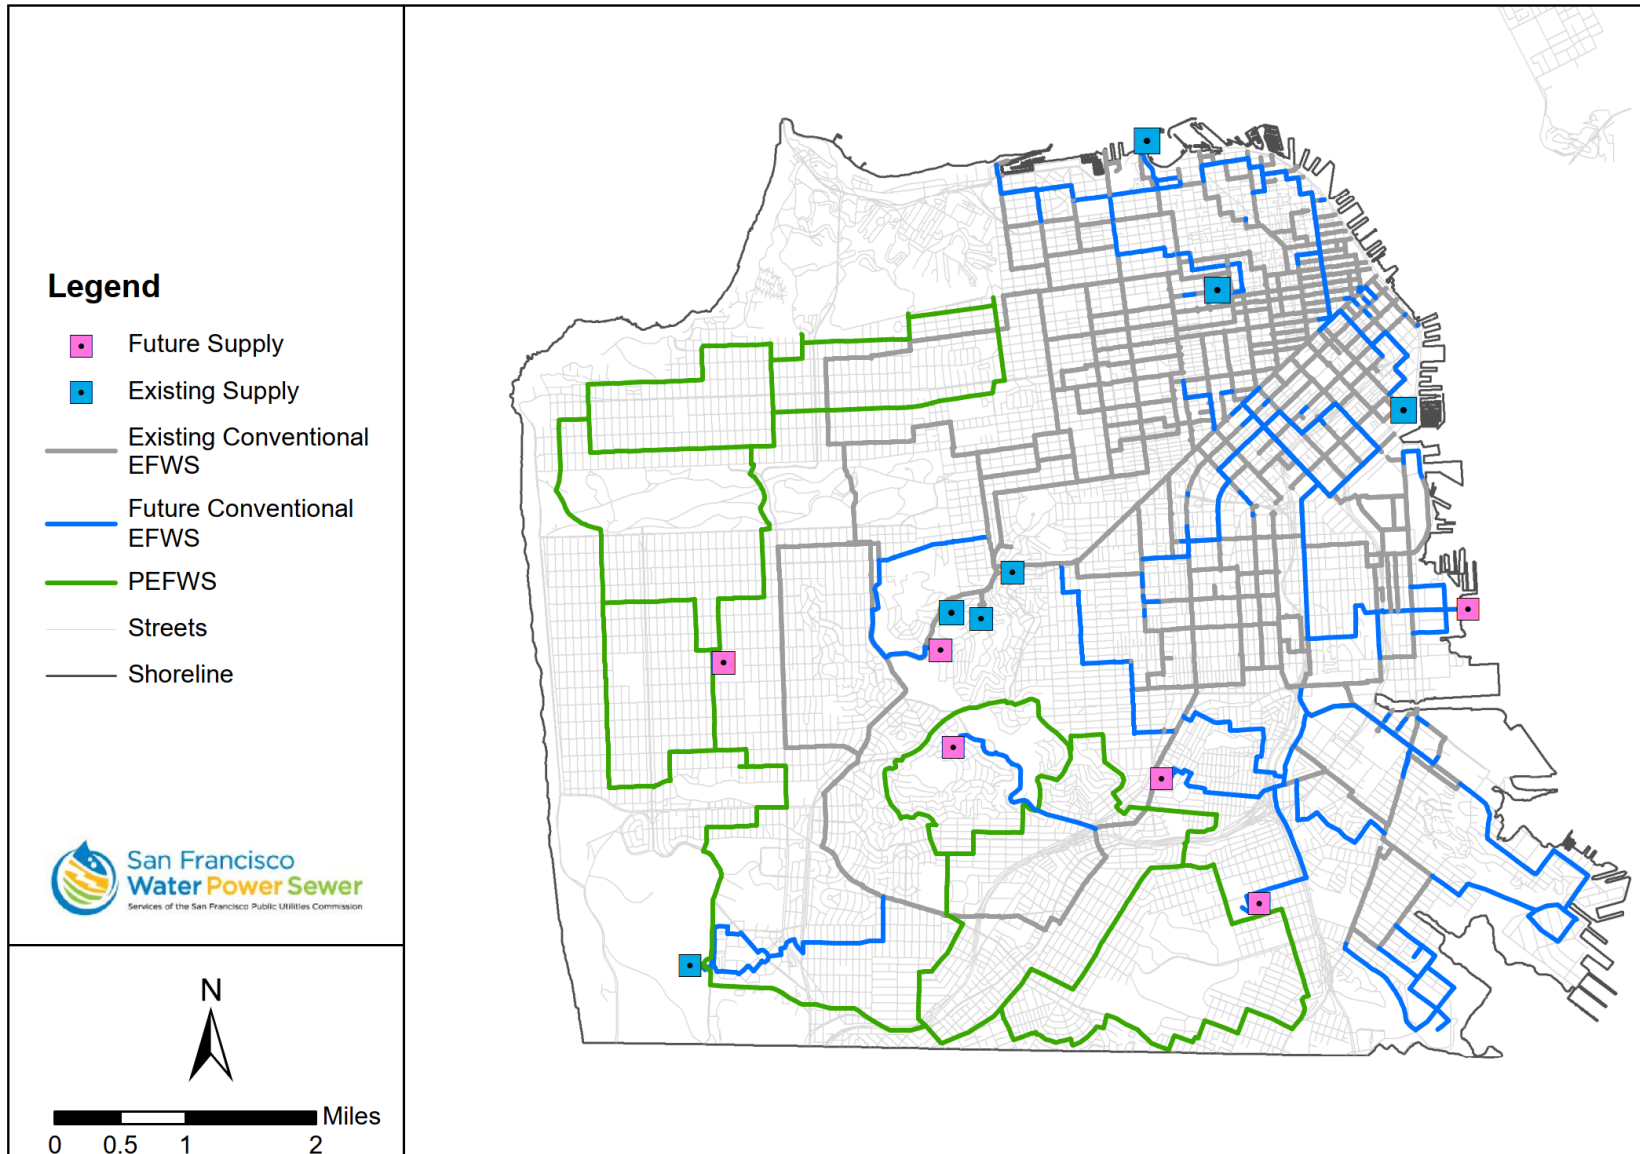 Legend
Future Supply
Existing Supply
Existing Conventional
EFWS
Future Conventional
EFWS
PEFWS
Streets
Shoreline
San Francisco
Water Power Sewer
Services of the San Francisco Public Utilities Commission
N
Miles
0 0.5 1 2